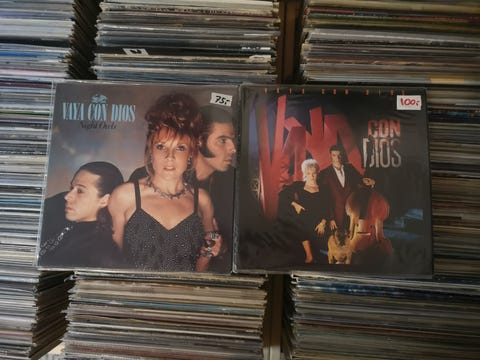 VAYA CON DIOS
Night Owls
75:-
VAYA CON DIOS
100:-
VAYA
CON
DIOS